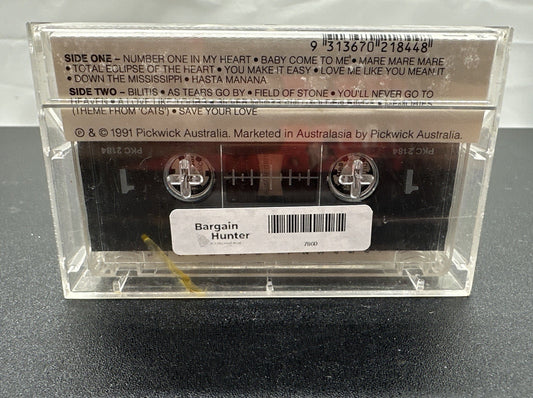 9 313670 218448
SIDE ONE – NUMBER ONE IN MY HEART • BABY COME TO ME • MARE MARE MARE
• TOTAL ECLIPSE OF THE HEART • YOU MAKE IT EASY • LOVE ME LIKE YOU MEAN IT
• DOWN THE MISSISSIPPI • HASTA MANANA
SIDE TWO – BILITIS • AS TEARS GO BY • FIELD OF STONE • YOU'LL NEVER GO TO
HEAVEN • A LOVE LIKE • MEMORIES
(THEME FROM 'CATS') • SAVE YOUR LOVE
Ⓟ & © 1991 Pickwick Australia. Marketed in Australasia by Pickwick Australia.
PKC 2184 PKC 2184
1 1
Bargain
Hunter
7860